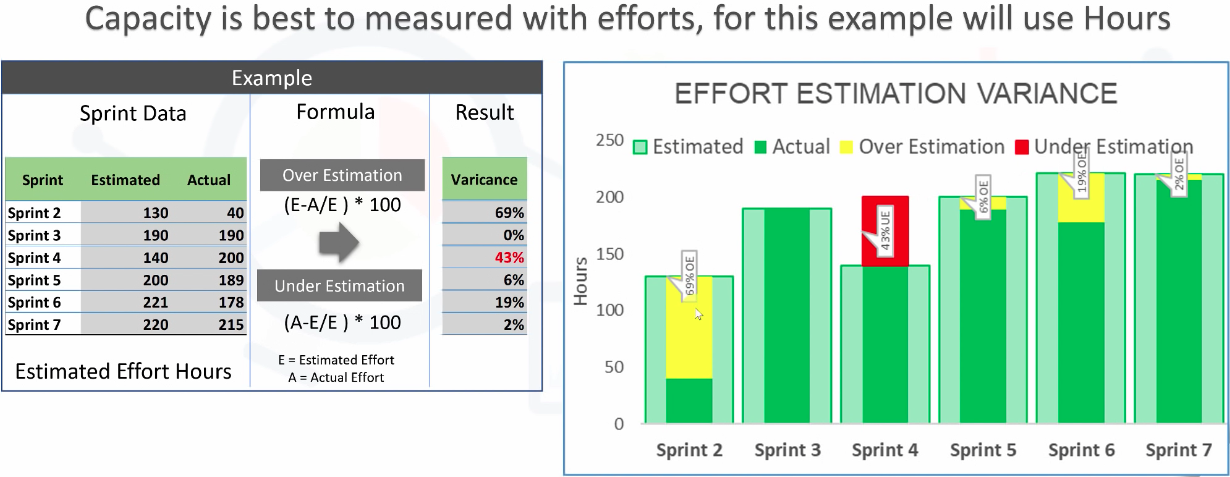 Capacity is best to measured with efforts, for this example will use Hours
Example
Sprint Data
Formula
Result
Sprint Estimated Actual
Sprint 2 130 40
Sprint 3 190 190
Sprint 4 140 200
Sprint 5 200 189
Sprint 6 221 178
Sprint 7 220 215
Estimated Effort Hours
Over Estimation
(E-A/E ) * 100
Under Estimation
(A-E/E ) * 100
E = Estimated Effort
A = Actual Effort
Varicance
69%
0%
43%
6%
19%
2%
EFFORT ESTIMATION VARIANCE
Estimated Actual Over Estimation Under Estimation
Hours
250
200
150
100
50
0
69% OE
43% UE
6% OE
19% OE
2% OE
Sprint 2 Sprint 3 Sprint 4 Sprint 5 Sprint 6 Sprint 7